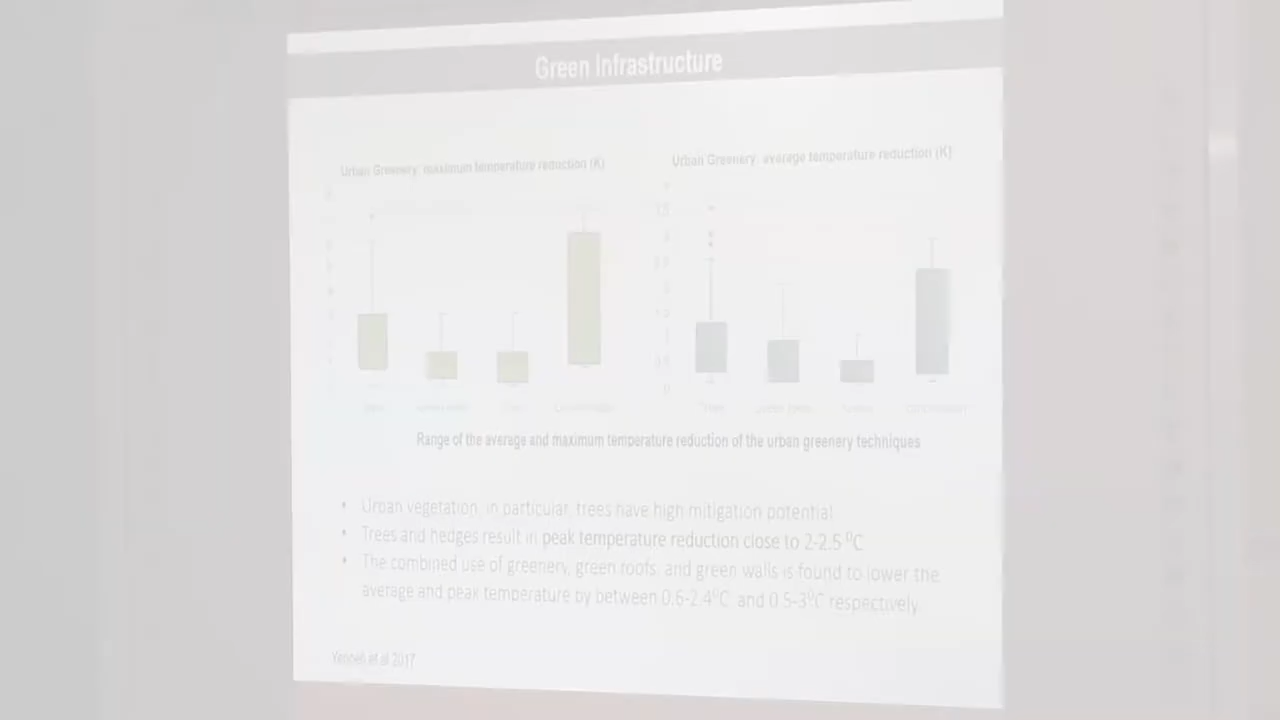 Green Infrastructure
Urban Greenery: maximum temperature reduction (K)
Urban Greenery: average temperature reduction (K)
Range of the average and maximum temperature reduction of the urban greenery techniques
• Urban vegetation, in particular, trees have high mitigation potential
• Trees and hedges result in peak temperature reduction close to 2-2.5 ⁰C
• The combined use of greenery, green roofs, and green walls is found to lower the
average and peak temperature by between 0.6-2.4⁰C and 0.5-3⁰C respectively
et al 2017